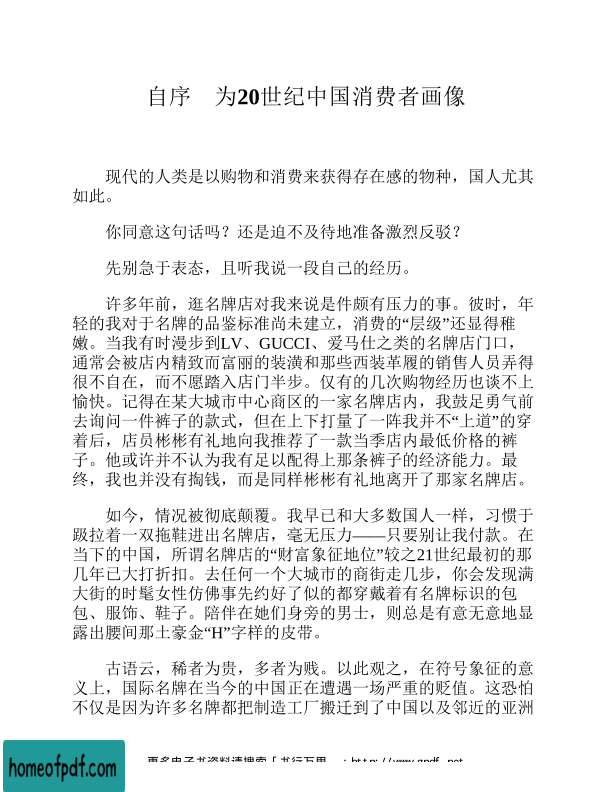 自序　为20世纪中国消费者画像
现代的人类是以购物和消费来获得存在感的物种，国人尤其
如此。
你同意这句话吗？还是迫不及待地准备激烈反驳？
先别急于表态，且听我说一段自己的经历。
许多年前，逛名牌店对我来说是件颇有压力的事。彼时，年
轻的我对于名牌的品鉴标准尚未建立，消费的“层级”还显得稚
嫩。当我有时漫步到LV、GUCCI、爱马仕之类的名牌店门口，
通常会被店内精致而富丽的装潢和那些西装革履的销售人员弄得
很不自在，而不愿踏入店门半步。仅有的几次购物经历也谈不上
愉快。记得在某大城市中心商区的一家名牌店内，我鼓足勇气前
去询问一件裤子的款式，但在上下打量了一阵我并不“上道”的穿
着后，店员彬彬有礼地向我推荐了一款当季店内最低价格的裤
子。他或许并不认为我有足以配得上那条裤子的经济能力。最
终，我也并没有掏钱，而是同样彬彬有礼地离开了那家名牌店。
如今，情况被彻底颠覆。我早已和大多数国人一样，习惯于
趿拉着一双拖鞋进出名牌店，毫无压力——只要别让我付款。在
当下的中国，所谓名牌店的“财富象征地位”较之21世纪最初的那
几年已大打折扣。去任何一个大城市的商街走几步，你会发现满
大街的时髦女性仿佛事先约好了似的都穿戴着有名牌标识的包
包、服饰、鞋子。陪伴在她们身旁的男士，则总是有意无意地显
露出腰间那土豪金“H”字样的皮带。
古语云，稀者为贵，多者为贱。以此观之，在符号象征的意
义上，国际名牌在当今的中国正在遭遇一场严重的贬值。这恐怕
不仅是因为许多名牌都把制造工厂搬迁到了中国以及邻近的亚洲
homeofpdf.com